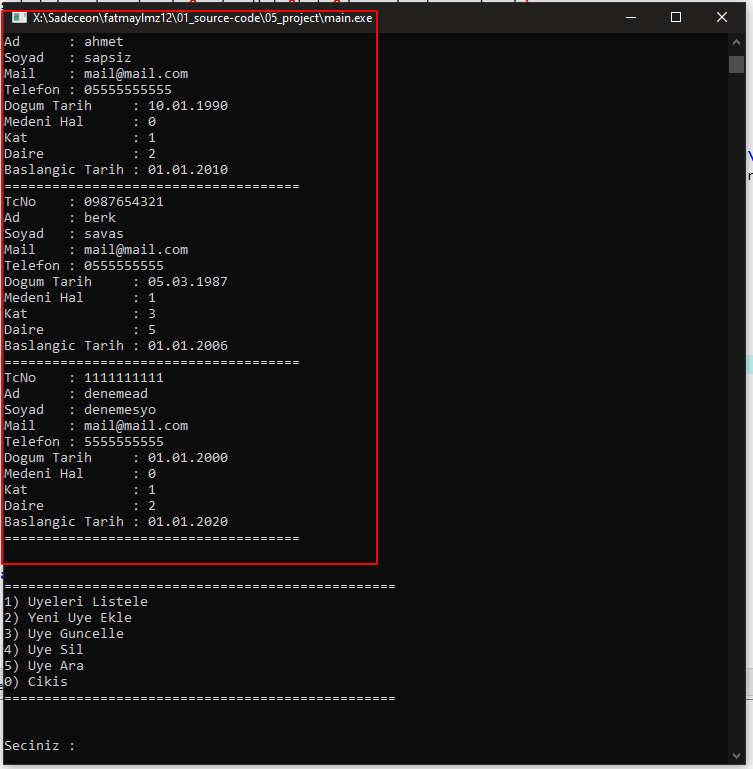 X:\Sadeceon\fatmaylmz12\01_source-code\05_project\main.exe
Ad      : ahmet
Soyad   : sapsiz
Mail    : mail@mail.com
Telefon : 05555555555
Dogum Tarih     : 10.01.1990
Medeni Hal      : 0
Kat             : 1
Daire           : 2
Baslangic Tarih : 01.01.2010
=====================================
TcNo    : 0987654321
Ad      : berk
Soyad   : savas
Mail    : mail@mail.com
Telefon : 0555555555
Dogum Tarih     : 05.03.1987
Medeni Hal      : 1
Kat             : 3
Daire           : 5
Baslangic Tarih : 01.01.2006
=====================================
TcNo    : 1111111111
Ad      : denemead
Soyad   : denemesyo
Mail    : mail@mail.com
Telefon : 5555555555
Dogum Tarih     : 01.01.2000
Medeni Hal      : 0
Kat             : 1
Daire           : 2
Baslangic Tarih : 01.01.2020
=====================================
=================================================
1) Uyeleri Listele
2) Yeni Uye Ekle
3) Uye Guncelle
4) Uye Sil
5) Uye Ara
0) Cikis
=================================================
Seciniz :